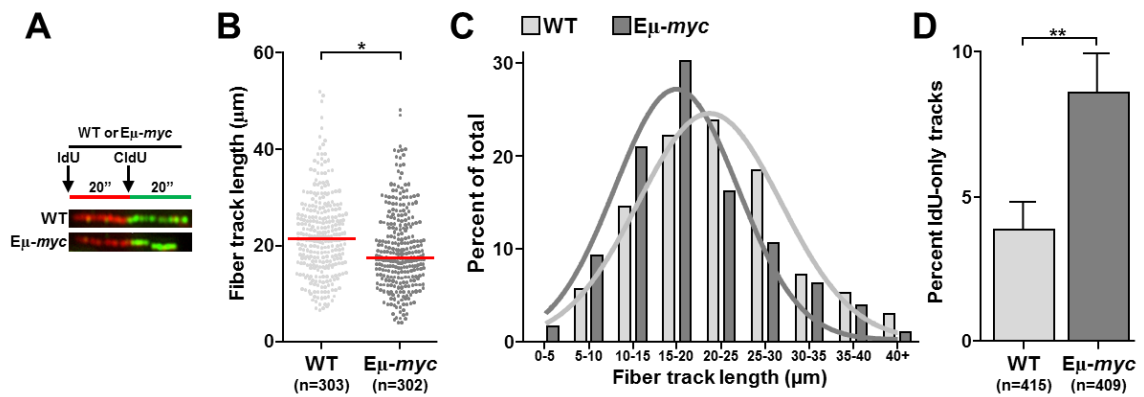 A
WT or Eµ-myc
IdU
CldU
20”
20”
WT
Eµ-myc
B
Fiber track length (µm)
60
40
20
0
*
WT
(n=303)
Eµ-myc
(n=302)
C
WT
Eµ-myc
Percent of total
30
20
10
0
0-5
5-10
10-15
15-20
20-25
25-30
30-35
35-40
40+
Fiber track length (µm)
D
Percent IdU-only tracks
10
5
0
**
WT
(n=415)
Eµ-myc
(n=409)